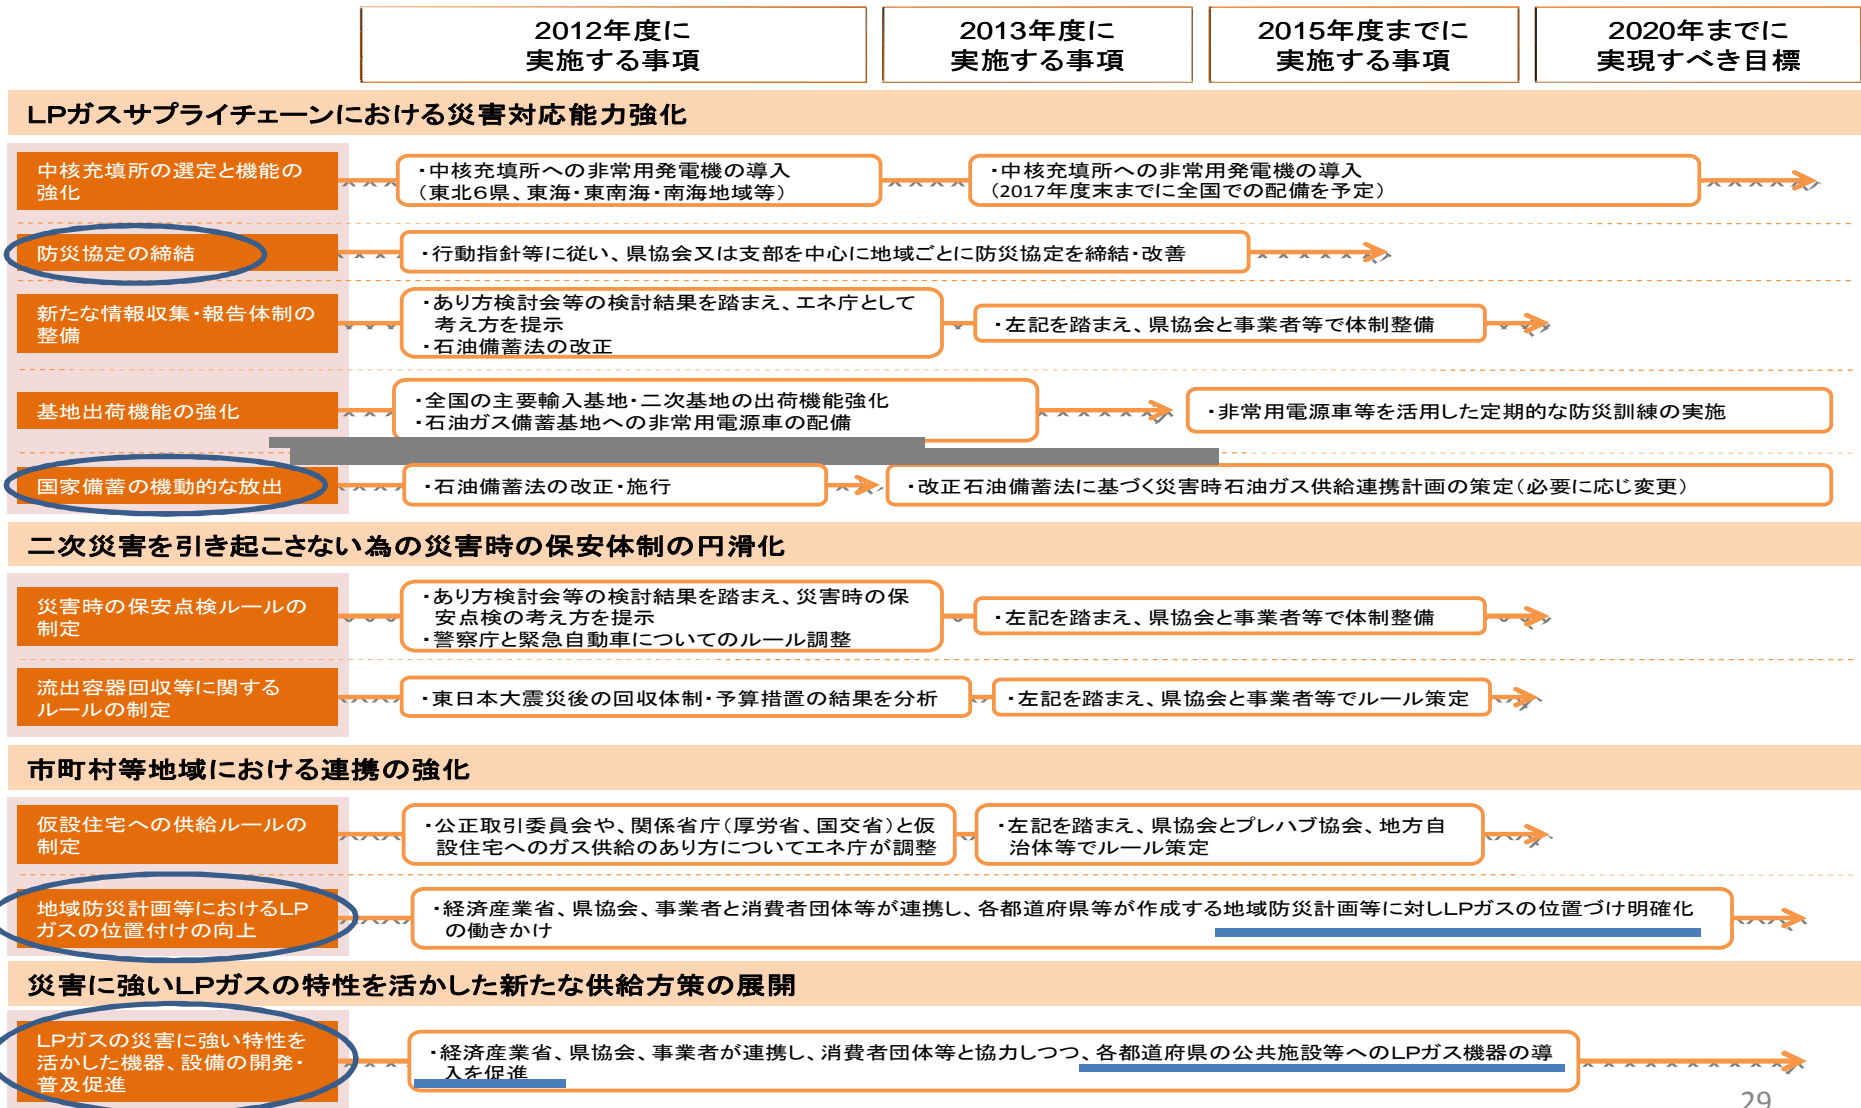 2012年度に
実施する事項
2013年度に
実施する事項
2015年度までに
実施する事項
2020年までに
実現すべき目標
LPガスサプライチェーンにおける災害対応能力強化
中核充填所の選定と機能の
強化
・中核充填所への非常用発電機の導入
(東北6県、東海・東南海・南海地域等)
・中核充填所への非常用発電機の導入
(2017年度末までに全国での配備を予定)
防災協定の締結
・行動指針等に従い、県協会又は支部を中心に地域ごとに防災協定を締結・改善
新たな情報収集・報告体制の
整備
・あり方検討会等の検討結果を踏まえ、エネ庁として
考え方を提示
・石油備蓄法の改正
・左記を踏まえ、県協会と事業者等で体制整備
基地出荷機能の強化
・全国の主要輸入基地・二次基地の出荷機能強化
・石油ガス備蓄基地への非常用電源車の配備
・非常用電源車等を活用した定期的な防災訓練の実施
国家備蓄の機動的な放出
・石油備蓄法の改正・施行
・改正石油備蓄法に基づく災害時石油ガス供給連携計画の策定(必要に応じ変更)
二次災害を引き起こさない為の災害時の保安体制の円滑化
災害時の保安点検ルールの
制定
・あり方検討会等の検討結果を踏まえ、災害時の保
安点検の考え方を提示
・警察庁と緊急自動車についてのルール調整
・左記を踏まえ、県協会と事業者等で体制整備
流出容器回収等に関する
ルールの制定
・東日本大震災後の回収体制・予算措置の結果を分析
・左記を踏まえ、県協会と事業者等でルール策定
市町村等地域における連携の強化
仮設住宅への供給ルールの
制定
・公正取引委員会や、関係省庁(厚労省、国交省)と仮
設住宅へのガス供給のあり方についてエネ庁が調整
・左記を踏まえ、県協会とプレハブ協会、地方自
治体等でルール策定
地域防災計画等におけるLP
ガスの位置付けの向上
・経済産業省、県協会、事業者と消費者団体等が連携し、各都道府県等が作成する地域防災計画等に対しLPガスの位置づけ明確化
の働きかけ
災害に強いLPガスの特性を活かした新たな供給方策の展開
LPガスの災害に強い特性を
活かした機器、設備の開発・
普及促進
・経済産業省、県協会、事業者が連携し、消費者団体等と協力しつつ、各都道府県の公共施設等へのLPガス機器の導
入を促進
29